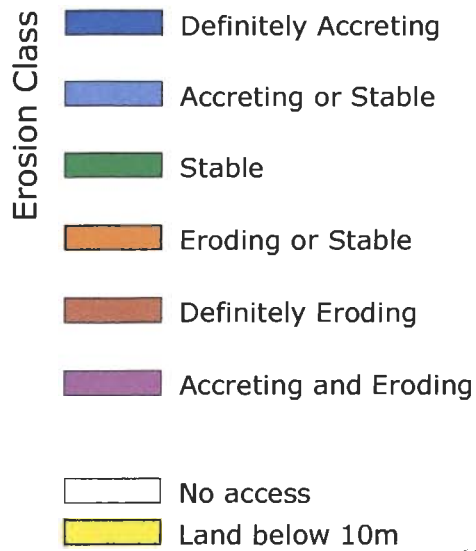 Erosion Class
Definitely Accreting
Accreting or Stable
Stable
Eroding or Stable
Definitely Eroding
Accreting and Eroding
No access
Land below 10m